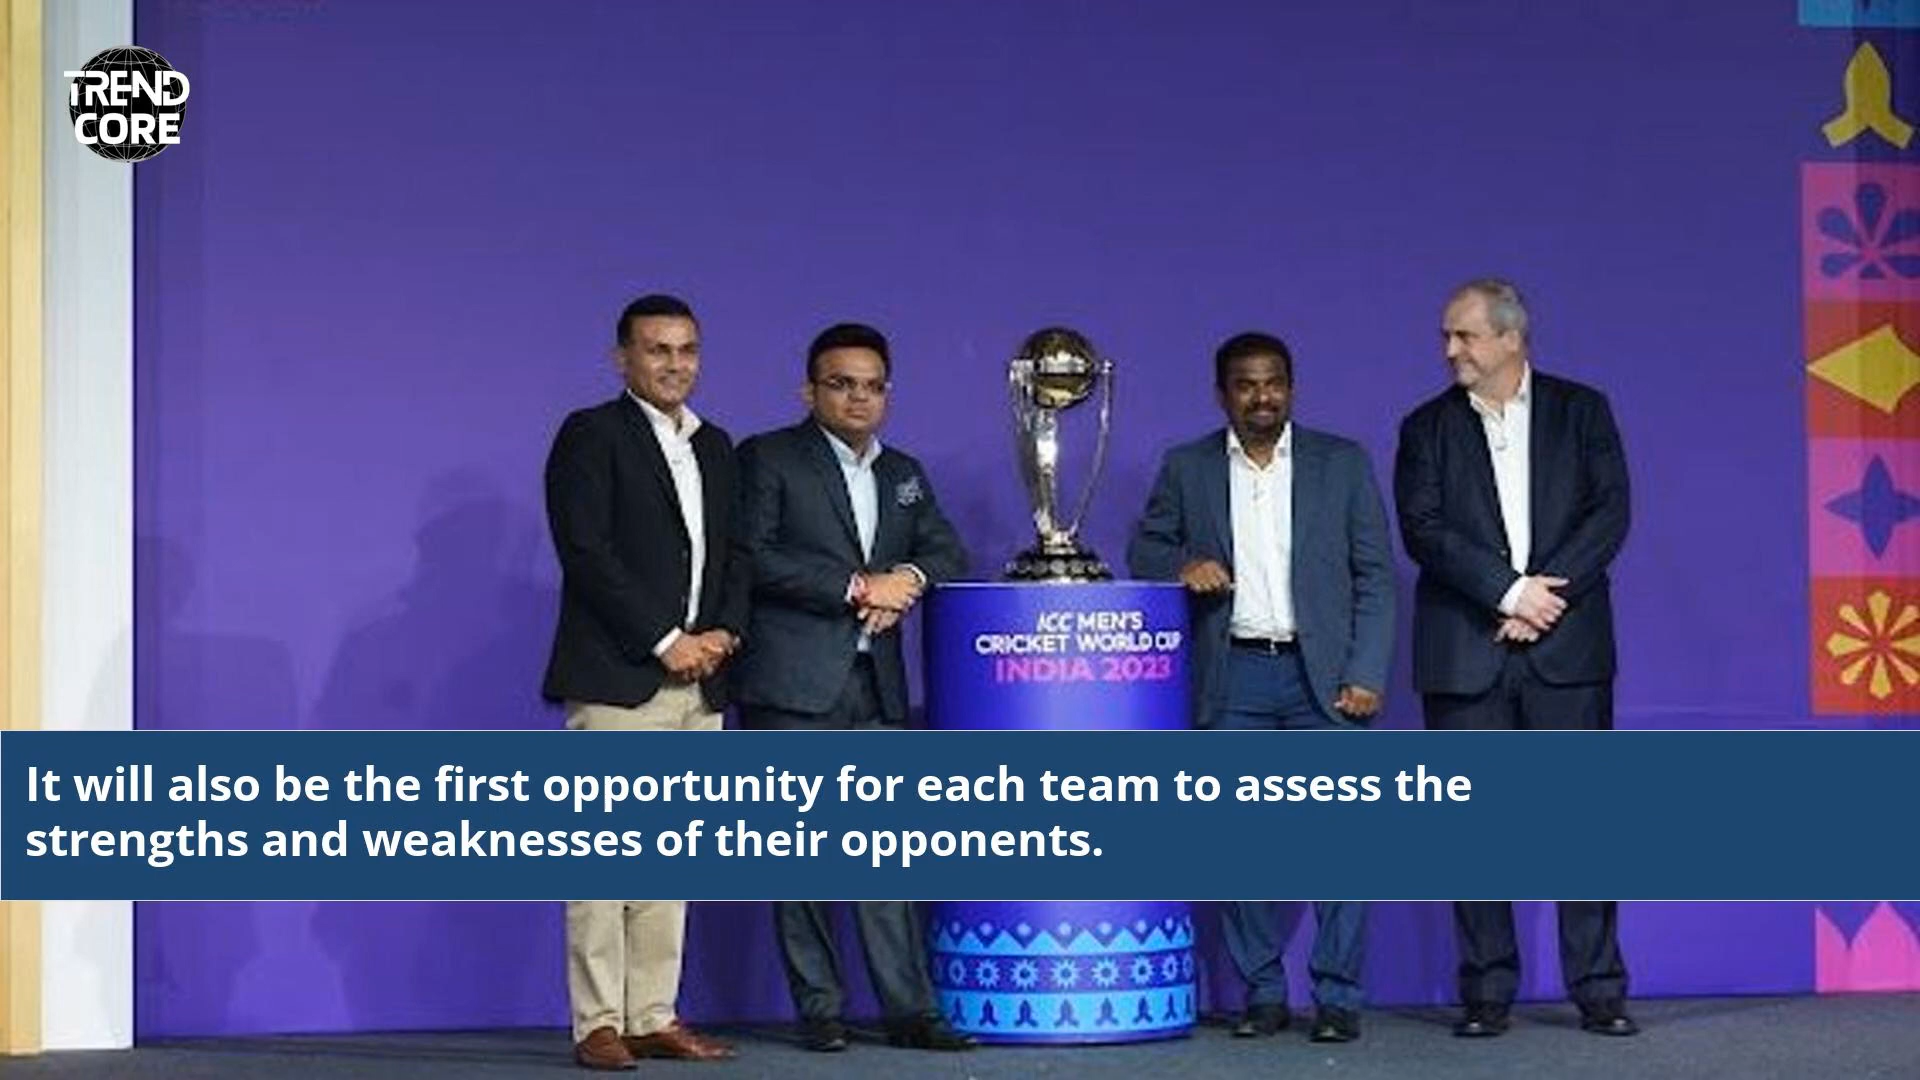 TREND
CORE
ICC MEN'S
CRICKET WORLD CUP
INDIA 2023
It will also be the first opportunity for each team to assess the
strengths and weaknesses of their opponents.